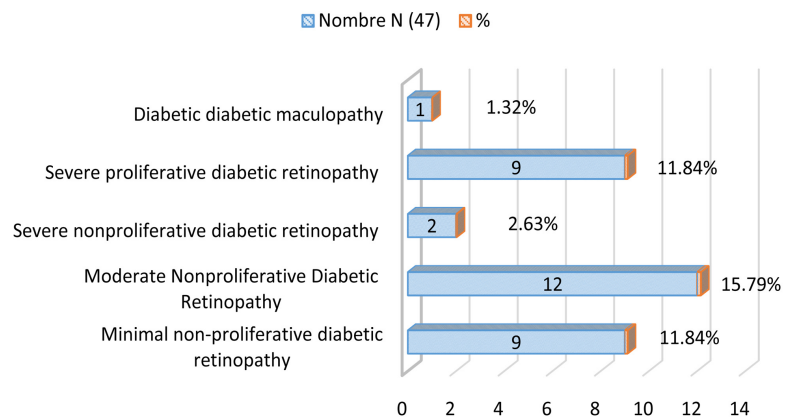 Nombre N (47) %
Diabetic diabetic maculopathy 1 1.32%
Severe proliferative diabetic retinopathy 9 11.84%
Severe nonproliferative diabetic retinopathy 2 2.63%
Moderate Nonproliferative Diabetic
Retinopathy 12 15.79%
Minimal non-proliferative diabetic
retinopathy 9 11.84%
0 2 4 6 8 10 12 14